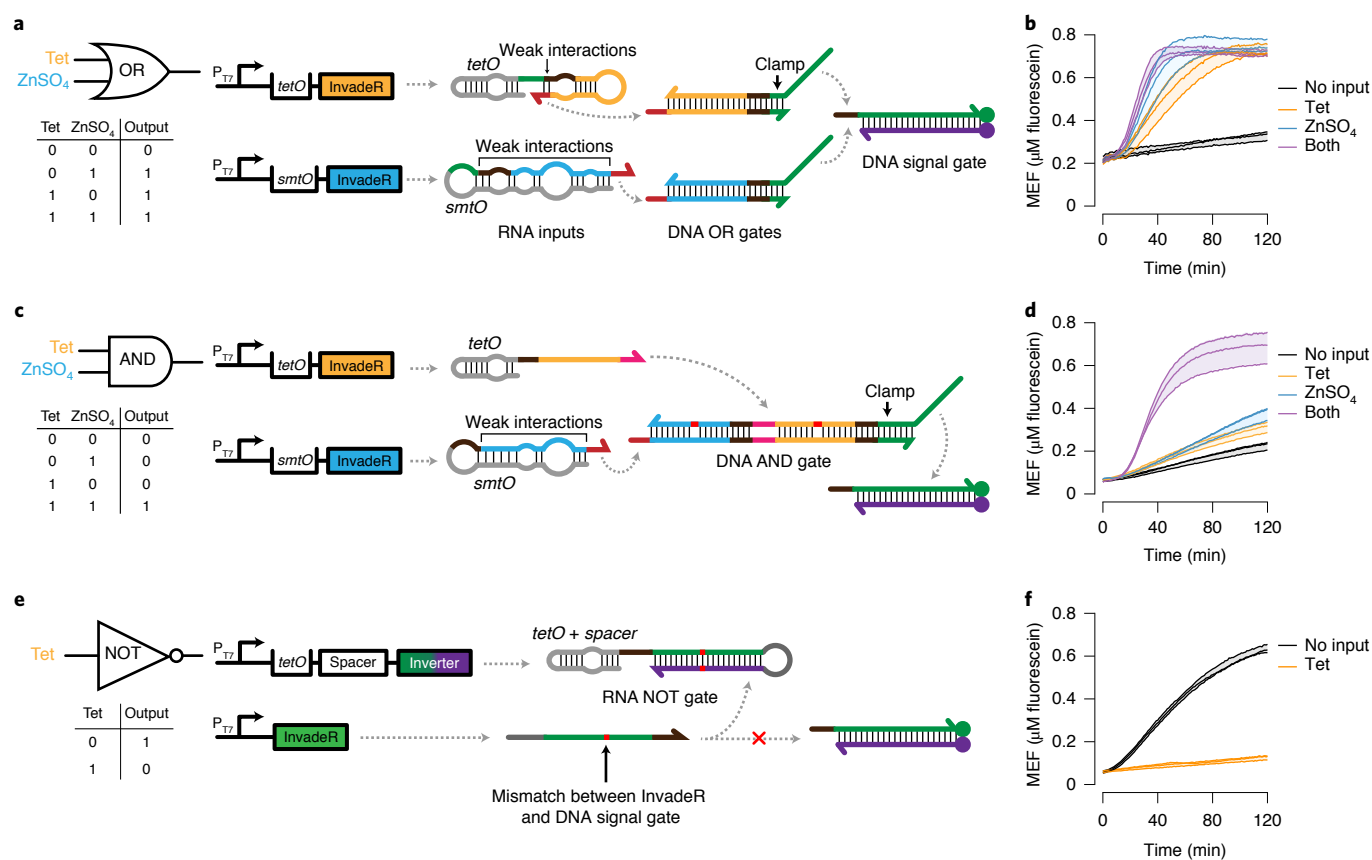 a
Tet
ZnSO4
OR
Tet ZnSO4 Output
0 0 0
0 1 1
1 0 1
1 1 1
PT7
tetO
InvadeR
PT7
smtO
InvadeR
Weak interactions
tetO
Weak interactions
smtO
RNA inputs
Clamp
DNA OR gates
DNA signal gate
b
MEF (μM fluorescein)
0.8
0.6
0.4
0.2
0
0 40 80 120
Time (min)
No input
Tet
ZnSO4
Both
c
Tet
ZnSO4
AND
Tet ZnSO4 Output
0 0 0
0 1 0
1 0 0
1 1 1
PT7
tetO
InvadeR
PT7
smtO
InvadeR
tetO
Weak interactions
smtO
Clamp
DNA AND gate
d
MEF (μM fluorescein)
0.8
0.6
0.4
0.2
0
0 40 80 120
Time (min)
No input
Tet
ZnSO4
Both
e
Tet
NOT
Tet Output
0 1
1 0
PT7
tetO
Spacer
Inverter
PT7
InvadeR
tetO + spacer
RNA NOT gate
Mismatch between InvadeR
and DNA signal gate
f
MEF (μM fluorescein)
0.8
0.6
0.4
0.2
0
0 40 80 120
Time (min)
No input
Tet